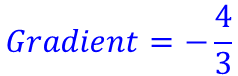 Gradient = -4/3